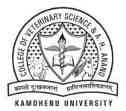 COLLEGE OF VETERINARY SCIENCE & A. H. ANAND
KAMDHENU UNIVERSITY